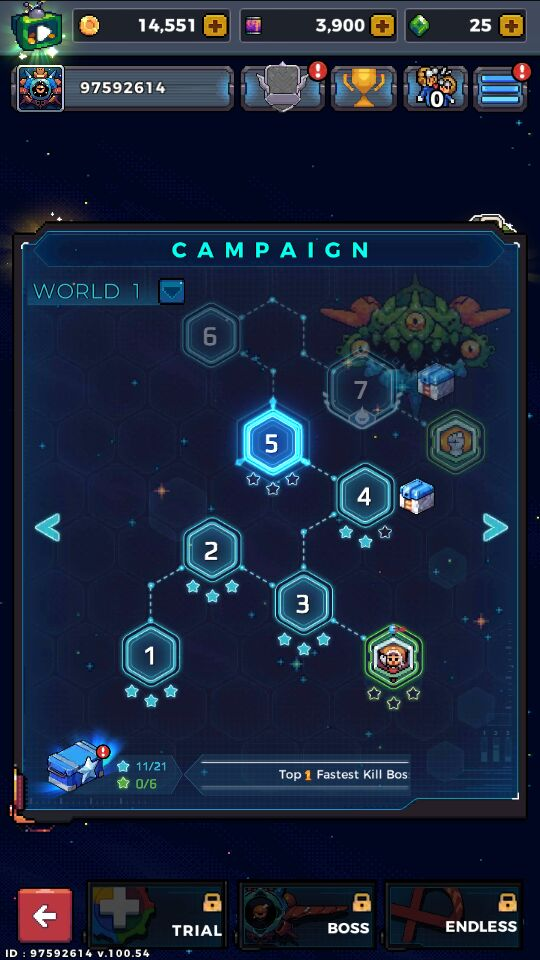 14,551
3,900
25
97592614
0
CAMPAIGN
WORLD 1
6
7
5
4
2
3
1
11/21
0/6
Top 1 Fastest Kill Bos
TRIAL
BOSS
ENDLESS
ID : 97592614 v.100.54